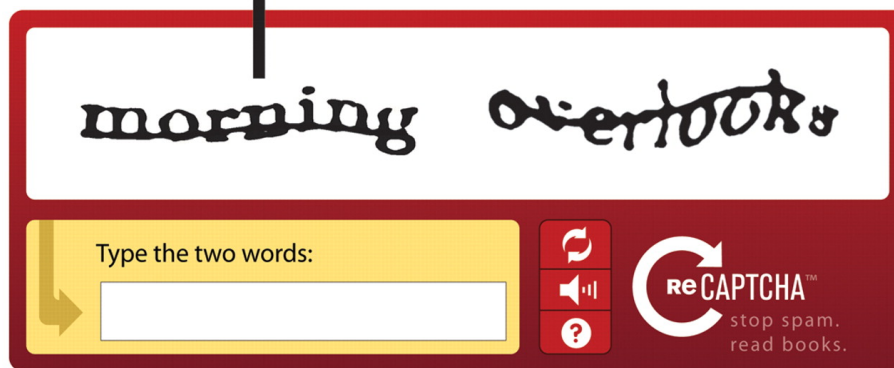 morning overlooks
Type the two words:
ReCAPTCHA™
stop spam.
read books.